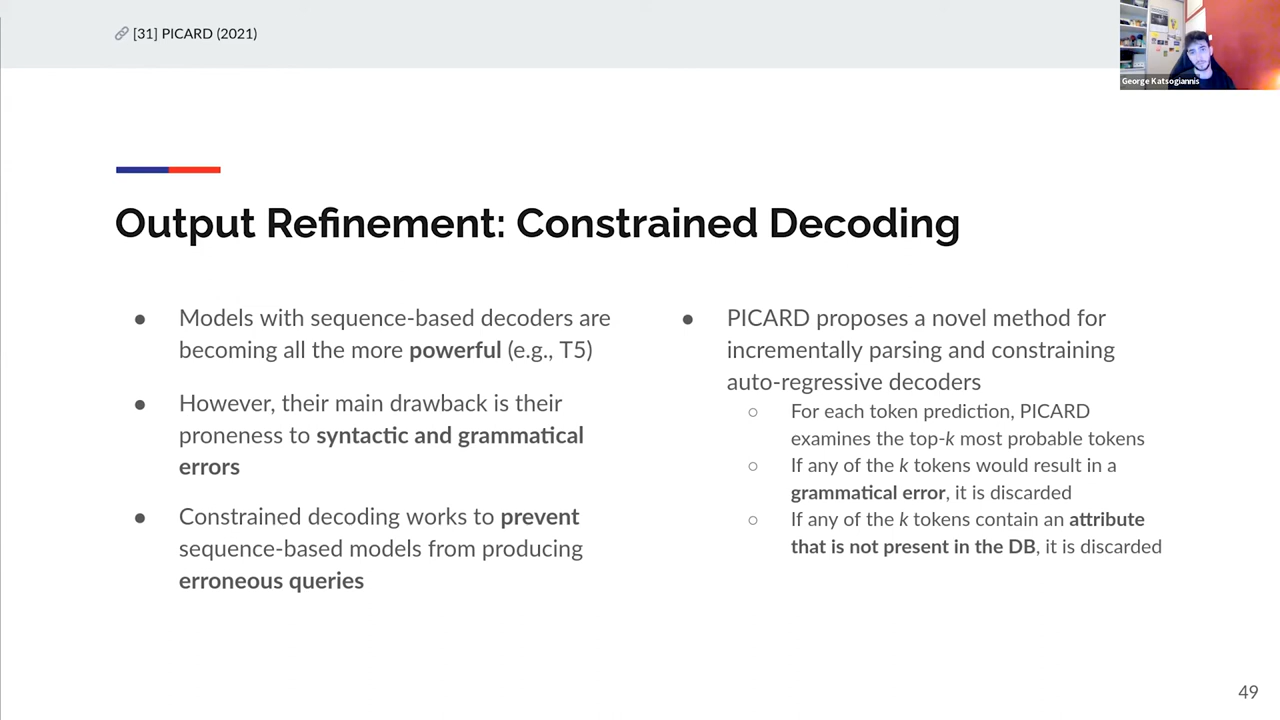 🔗 [31] PICARD (2021)
George Katsogiannis
Output Refinement: Constrained Decoding
● Models with sequence-based decoders are
becoming all the more powerful (e.g., T5)
● However, their main drawback is their
proneness to syntactic and grammatical
errors
● Constrained decoding works to prevent
sequence-based models from producing
erroneous queries
● PICARD proposes a novel method for
incrementally parsing and constraining
auto-regressive decoders
○ For each token prediction, PICARD
examines the top-k most probable tokens
○ If any of the k tokens would result in a
grammatical error, it is discarded
○ If any of the k tokens contain an attribute
that is not present in the DB, it is discarded
49